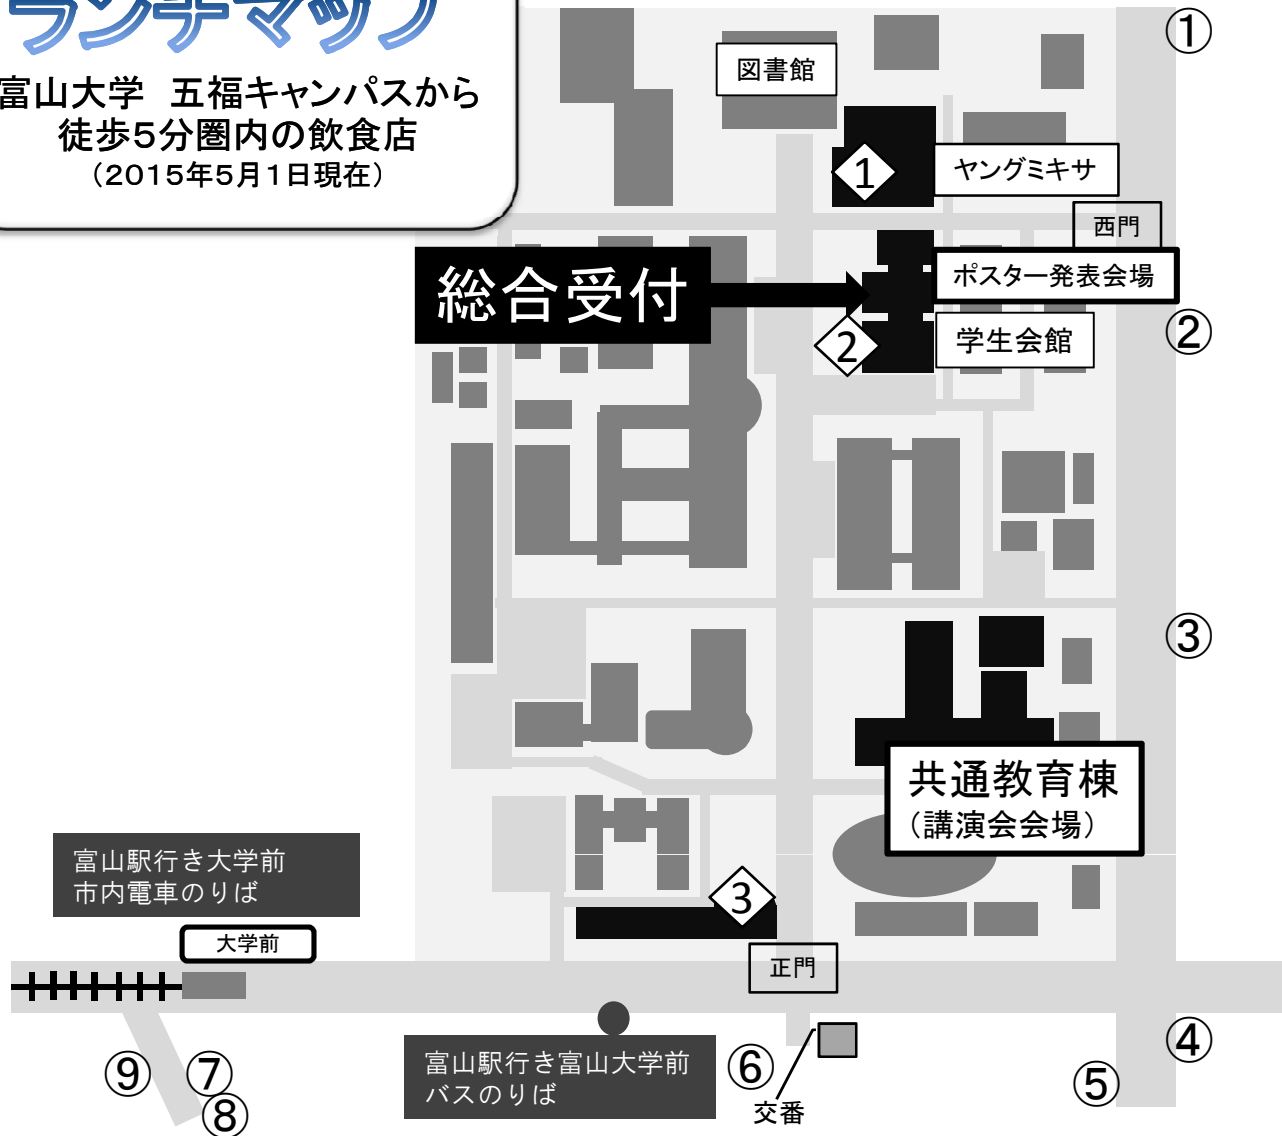 ランチマップ
富山大学 五福キャンパスから
徒歩5分圏内の飲食店
（2015年5月1日現在）
①
図書館
1
ヤングミキサ
西門
総合受付
ポスター発表会場
2
学生会館
②
③
共通教育棟
（講演会会場）
富山駅行き大学前
市内電車のりば
3
大学前
正門
④
富山駅行き富山大学前
バスのりば
⑥
⑤
⑨
⑦
⑧
交番